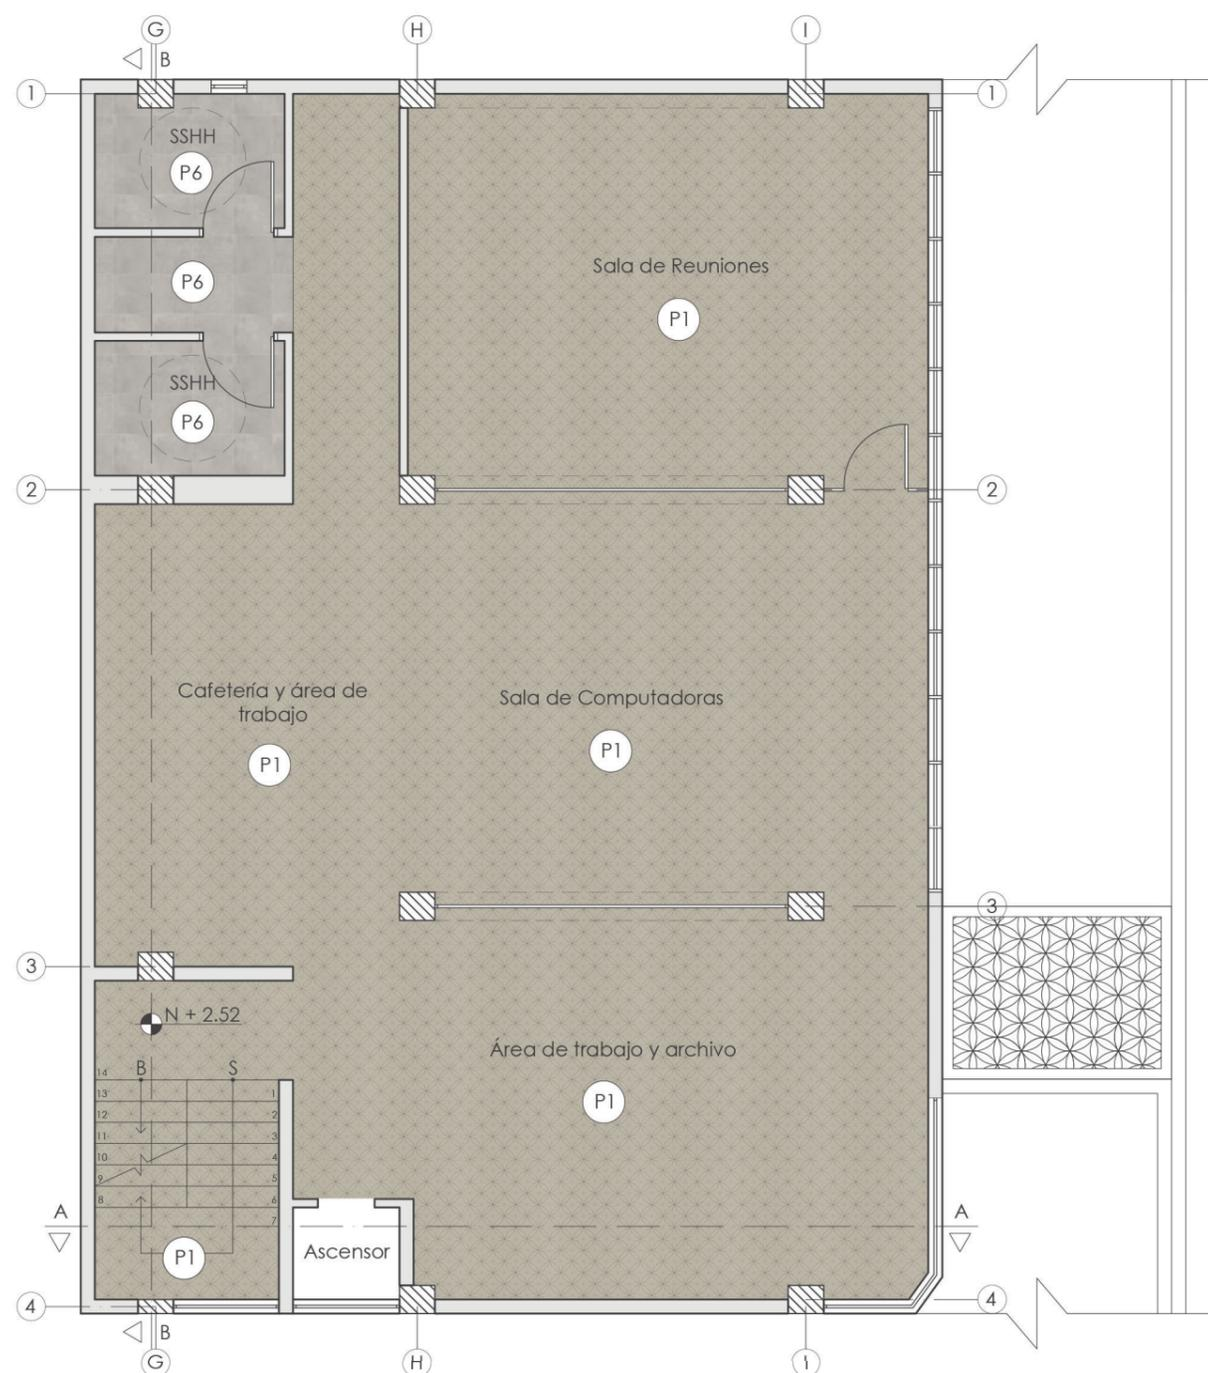 G
H
I
B
1
1
SSHH
P6
P6
Sala de Reuniones
P1
SSHH
P6
2
2
Cafetería y área de
trabajo
P1
Sala de Computadoras
P1
3
3
N + 2.52
Área de trabajo y archivo
P1
B
S
14
13
12
11
10
9
8
1
2
3
4
5
6
7
A
A
P1
Ascensor
4
4
B
G
H
I